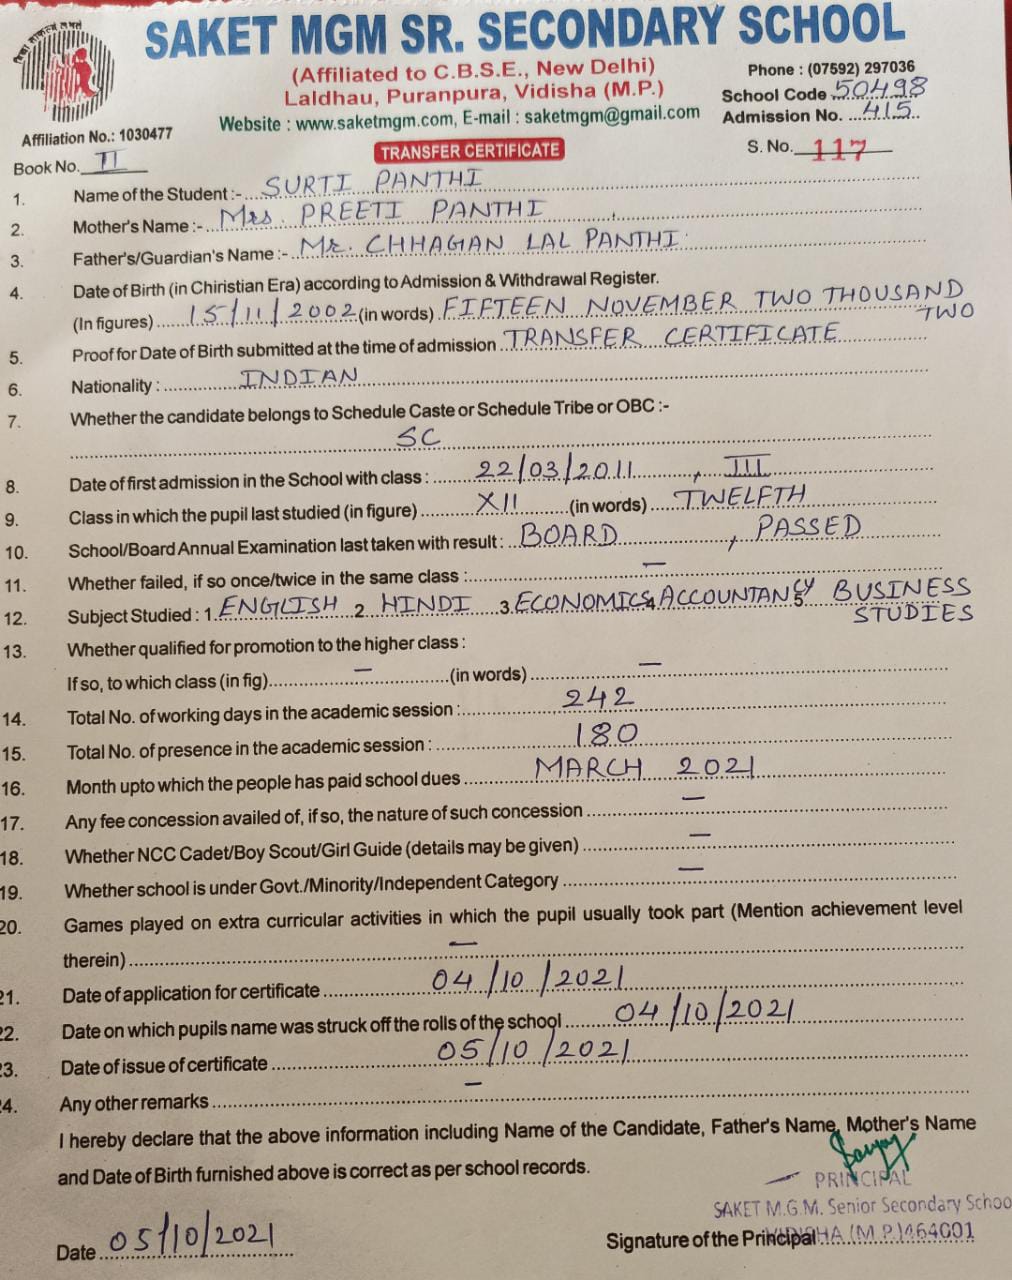 SAKET MGM SR. SECONDARY SCHOOL
(Affiliated to C.B.S.E., New Delhi)
Laldhau, Puranpura, Vidisha (M.P.)
Website : www.saketmgm.com, E-mail : saketmgm@gmail.com
Phone : (07592) 297036
School Code 50498
Admission No. 415
Affiliation No.: 1030477
Book No. II
TRANSFER CERTIFICATE
S. No. 117
1. Name of the Student :- SURTI PANTHI
2. Mother's Name :- Mrs. PREETI PANTHI
3. Father's/Guardian's Name :- Mr. CHHAGAN LAL PANTHI
4. Date of Birth (in Chiristian Era) according to Admission & Withdrawal Register.
(In figures) 15/11/2002 (in words) FIFTEEN NOVEMBER TWO THOUSAND
TWO
5. Proof for Date of Birth submitted at the time of admission TRANSFER CERTIFICATE
6. Nationality : INDIAN
7. Whether the candidate belongs to Schedule Caste or Schedule Tribe or OBC :-
SC
8. Date of first admission in the School with class : 22/03/2011, III
9. Class in which the pupil last studied (in figure) XII (in words) TWELFTH
10. School/Board Annual Examination last taken with result : BOARD, PASSED
11. Whether failed, if so once/twice in the same class : —
12. Subject Studied : 1. ENGLISH 2. HINDI 3. ECONOMICS 4. ACCOUNTANCY 5. BUSINESS
STUDIES
13. Whether qualified for promotion to the higher class :
If so, to which class (in fig) — (in words) —
14. Total No. of working days in the academic session : 242
15. Total No. of presence in the academic session : 180
16. Month upto which the people has paid school dues MARCH 2021
17. Any fee concession availed of, if so, the nature of such concession —
18. Whether NCC Cadet/Boy Scout/Girl Guide (details may be given) —
19. Whether school is under Govt./Minority/Independent Category —
20. Games played on extra curricular activities in which the pupil usually took part (Mention achievement level
therein) —
21. Date of application for certificate 04/10/2021
22. Date on which pupils name was struck off the rolls of the school 04/10/2021
23. Date of issue of certificate 05/10/2021
24. Any other remarks —
I hereby declare that the above information including Name of the Candidate, Father's Name, Mother's Name
and Date of Birth furnished above is correct as per school records.
PRINCIPAL
SAKET M.G.M. Senior Secondary School
Date 05/10/2021
Signature of the Principal VIDISHA (M.P.) 464001